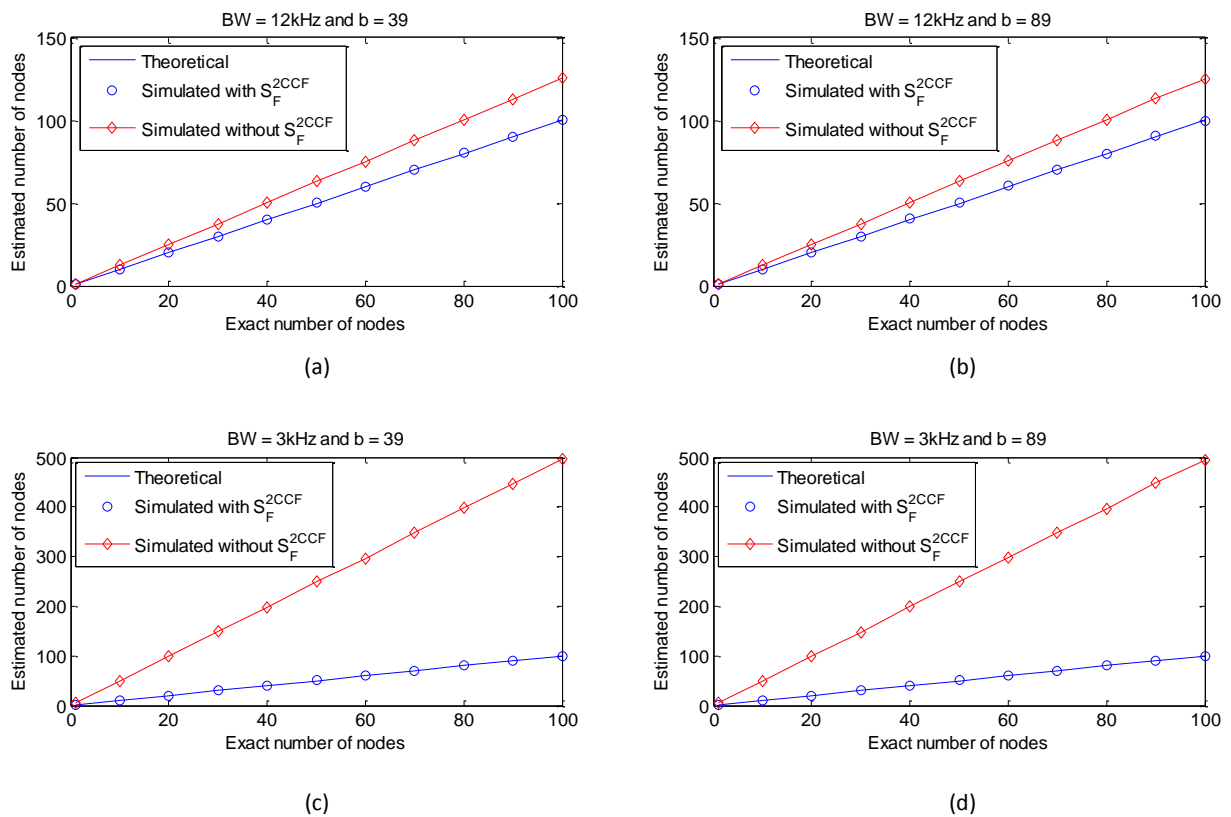 BW = 12kHz and b = 39
150
100
50
0
0 20 40 60 80 100
Estimated number of nodes
Exact number of nodes
Theoretical
Simulated with S_F^2CCF
Simulated without S_F^2CCF
(a)
BW = 12kHz and b = 89
150
100
50
0
0 20 40 60 80 100
Estimated number of nodes
Exact number of nodes
Theoretical
Simulated with S_F^2CCF
Simulated without S_F^2CCF
(b)
BW = 3kHz and b = 39
500
400
300
200
100
0
0 20 40 60 80 100
Estimated number of nodes
Exact number of nodes
Theoretical
Simulated with S_F^2CCF
Simulated without S_F^2CCF
(c)
BW = 3kHz and b = 89
500
400
300
200
100
0
0 20 40 60 80 100
Estimated number of nodes
Exact number of nodes
Theoretical
Simulated with S_F^2CCF
Simulated without S_F^2CCF
(d)